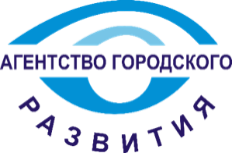 АГЕНТСТВО ГОРОДСКОГО
РАЗВИТИЯ